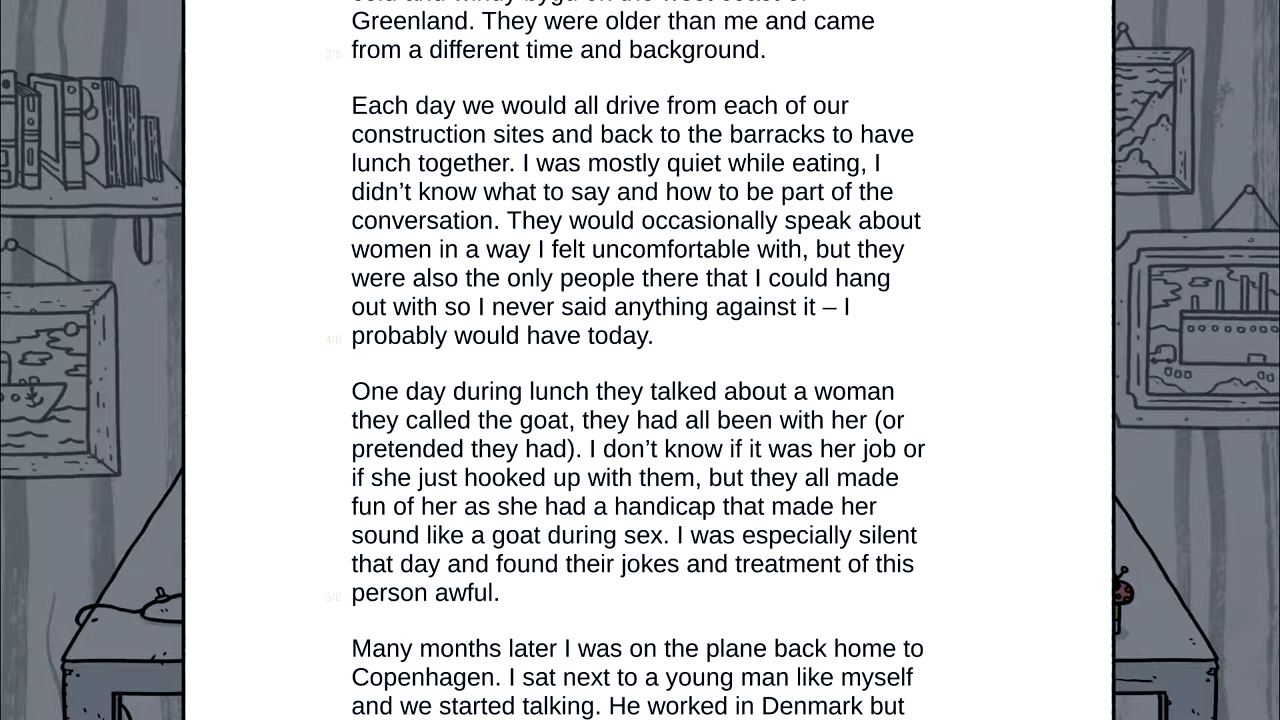 Greenland. They were older than me and came
3/8 from a different time and background.
Each day we would all drive from each of our
construction sites and back to the barracks to have
lunch together. I was mostly quiet while eating, I
didn’t know what to say and how to be part of the
conversation. They would occasionally speak about
women in a way I felt uncomfortable with, but they
were also the only people there that I could hang
out with so I never said anything against it – I
4/8 probably would have today.
One day during lunch they talked about a woman
they called the goat, they had all been with her (or
pretended they had). I don’t know if it was her job or
if she just hooked up with them, but they all made
fun of her as she had a handicap that made her
sound like a goat during sex. I was especially silent
that day and found their jokes and treatment of this
5/8 person awful.
Many months later I was on the plane back home to
Copenhagen. I sat next to a young man like myself
and we started talking. He worked in Denmark but